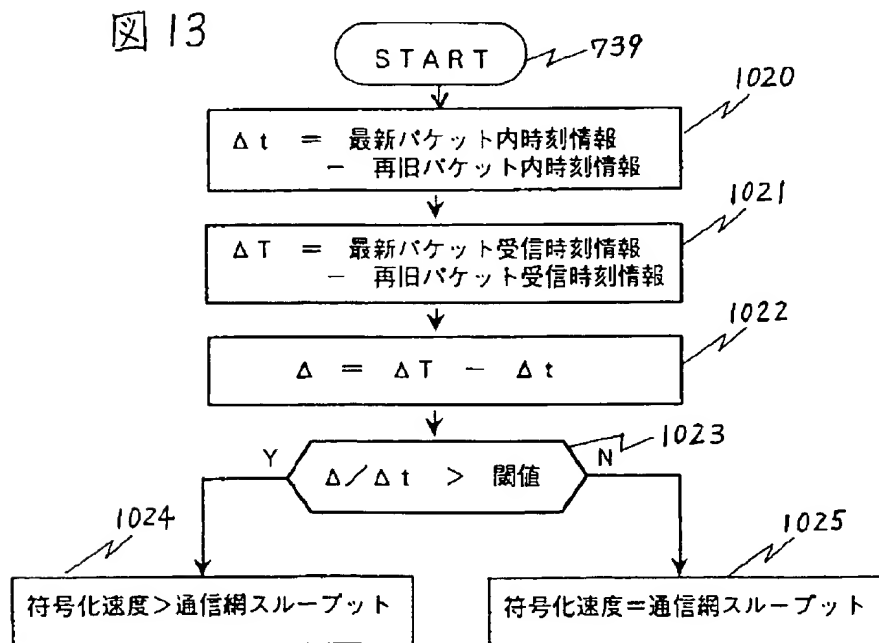 図13
START
739
1020
Δt = 最新パケット内時刻情報
− 再旧パケット内時刻情報
1021
ΔT = 最新パケット受信時刻情報
− 再旧パケット受信時刻情報
1022
Δ = ΔT − Δt
1023
Y
Δ/Δt > 閾値
N
1024
1025
符号化速度>通信網スループット
符号化速度=通信網スループット